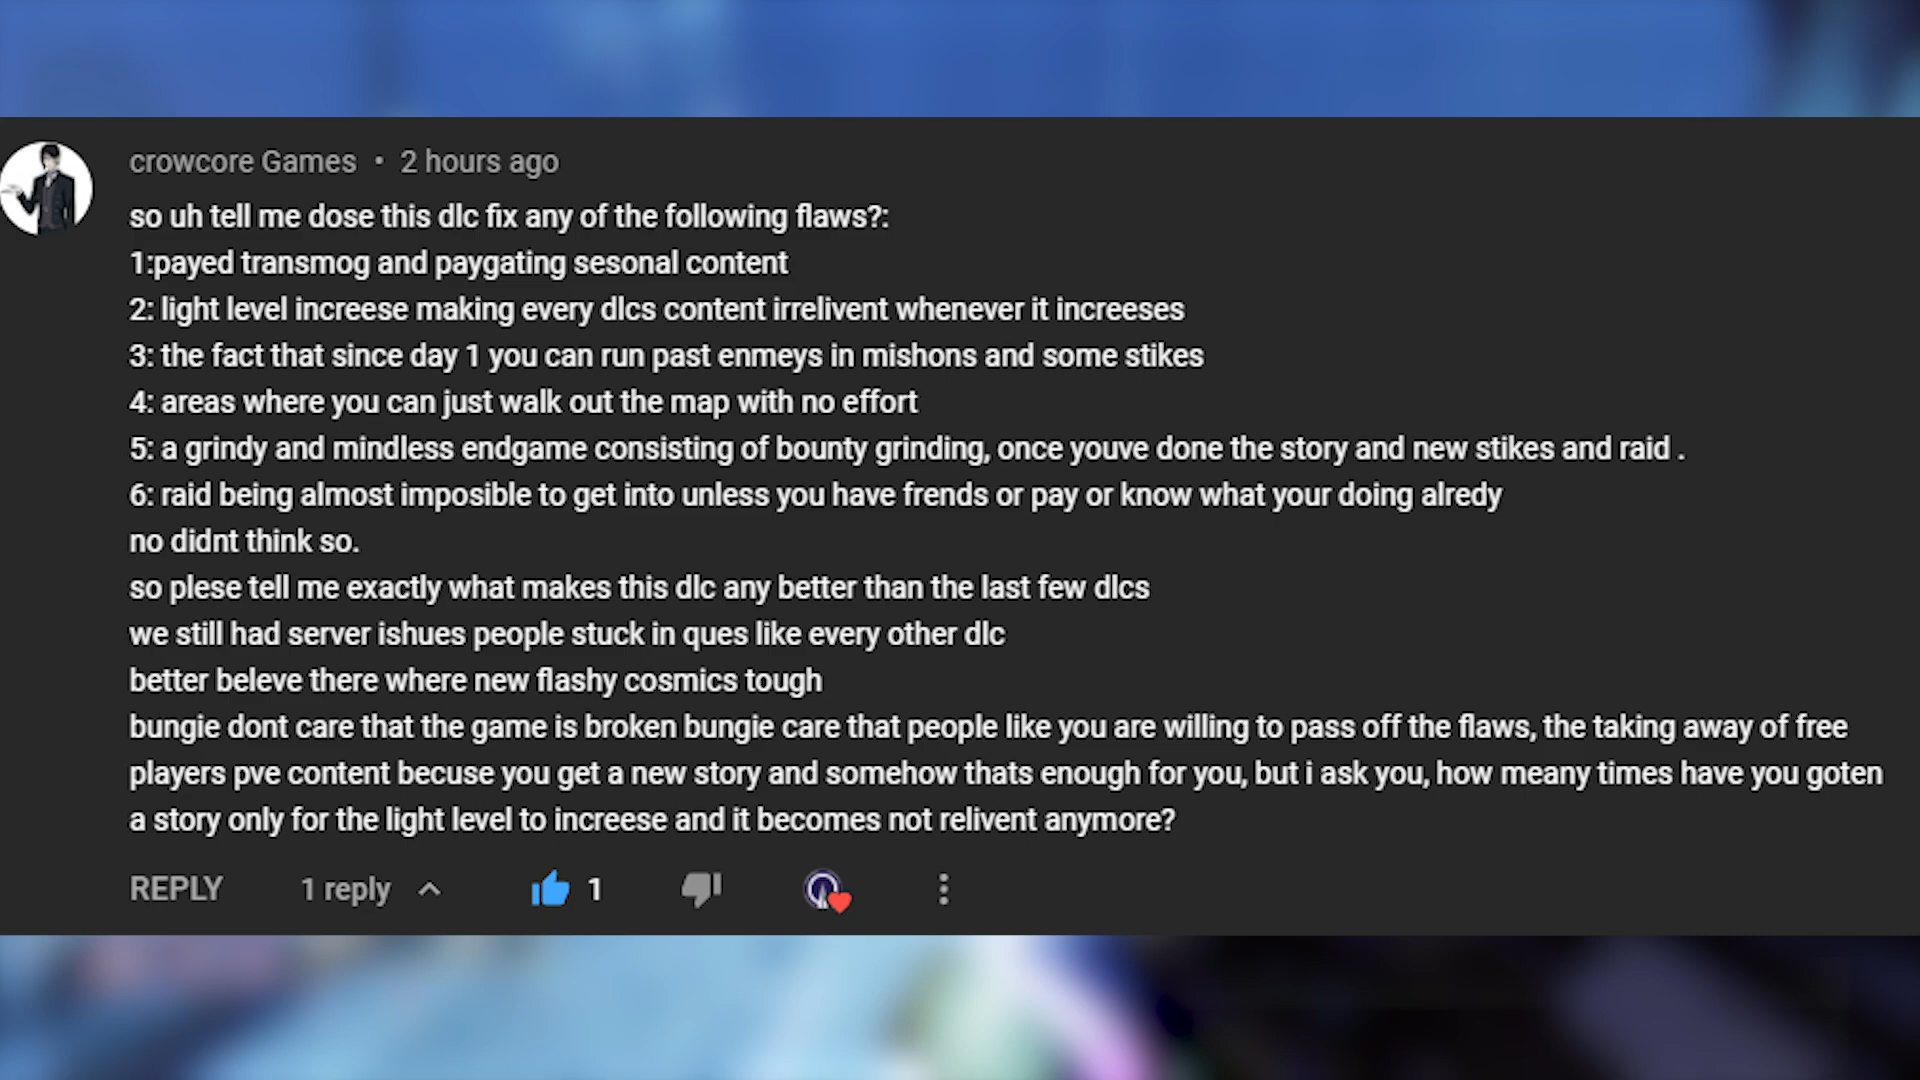 crowcore Games • 2 hours ago
so uh tell me dose this dlc fix any of the following flaws?:
1:payed transmog and paygating sesonal content
2: light level increese making every dlcs content irrelivent whenever it increeses
3: the fact that since day 1 you can run past enmeys in mishons and some stikes
4: areas where you can just walk out the map with no effort
5: a grindy and mindless endgame consisting of bounty grinding, once youve done the story and new stikes and raid .
6: raid being almost imposible to get into unless you have frends or pay or know what your doing alredy
no didnt think so.
so plese tell me exactly what makes this dlc any better than the last few dlcs
we still had server ishues people stuck in ques like every other dlc
better beleve there where new flashy cosmics tough
bungie dont care that the game is broken bungie care that people like you are willing to pass off the flaws, the taking away of free
players pve content becuse you get a new story and somehow thats enough for you, but i ask you, how meany times have you goten
a story only for the light level to increese and it becomes not relivent anymore?
REPLY 1 reply 1